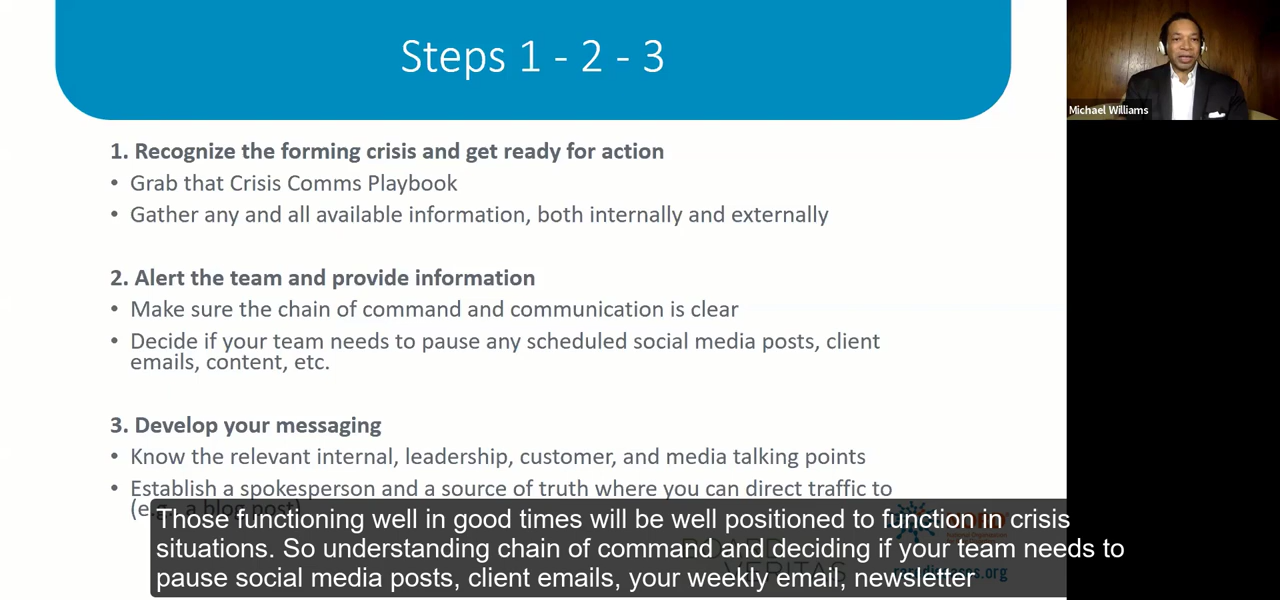 Steps 1 - 2 - 3
Michael Williams
1. Recognize the forming crisis and get ready for action
• Grab that Crisis Comms Playbook
• Gather any and all available information, both internally and externally
2. Alert the team and provide information
• Make sure the chain of command and communication is clear
• Decide if your team needs to pause any scheduled social media posts, client
emails, content, etc.
3. Develop your messaging
• Know the relevant internal, leadership, customer, and media talking points
• Establish a spokesperson and a source of truth where you can direct traffic to
(e.g., a blog post)
Those functioning well in good times will be well positioned to function in crisis
situations. So understanding chain of command and deciding if your team needs to
pause social media posts, client emails, your weekly email, newsletter